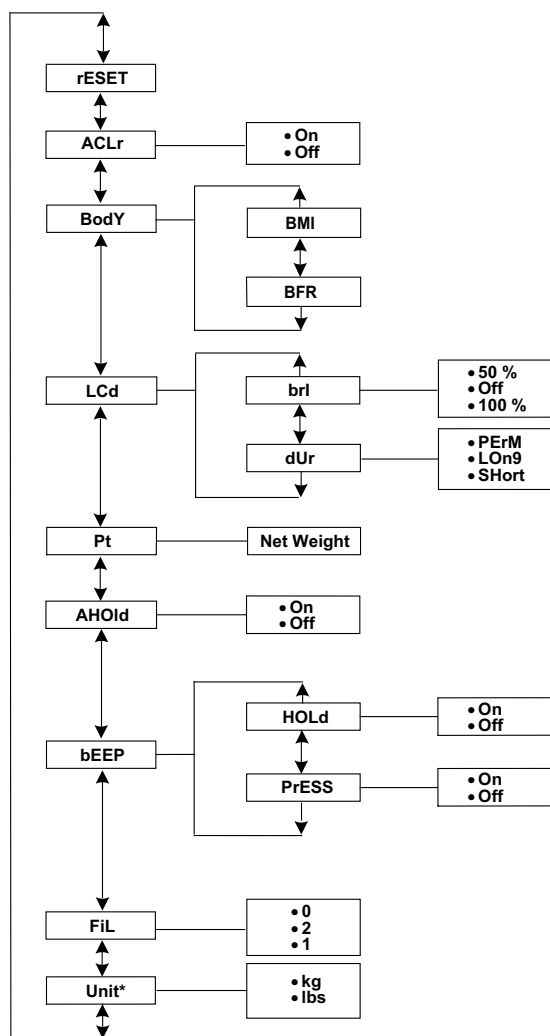 rESET
ACLr
• On
• Off
BodY
BMI
BFR
LCd
brI
• 50 %
• Off
• 100 %
dUr
• PErM
• LOn9
• SHort
Pt
Net Weight
AHOld
• On
• Off
bEEP
HOLd
• On
• Off
PrESS
• On
• Off
FiL
• 0
• 2
• 1
Unit*
• kg
• lbs